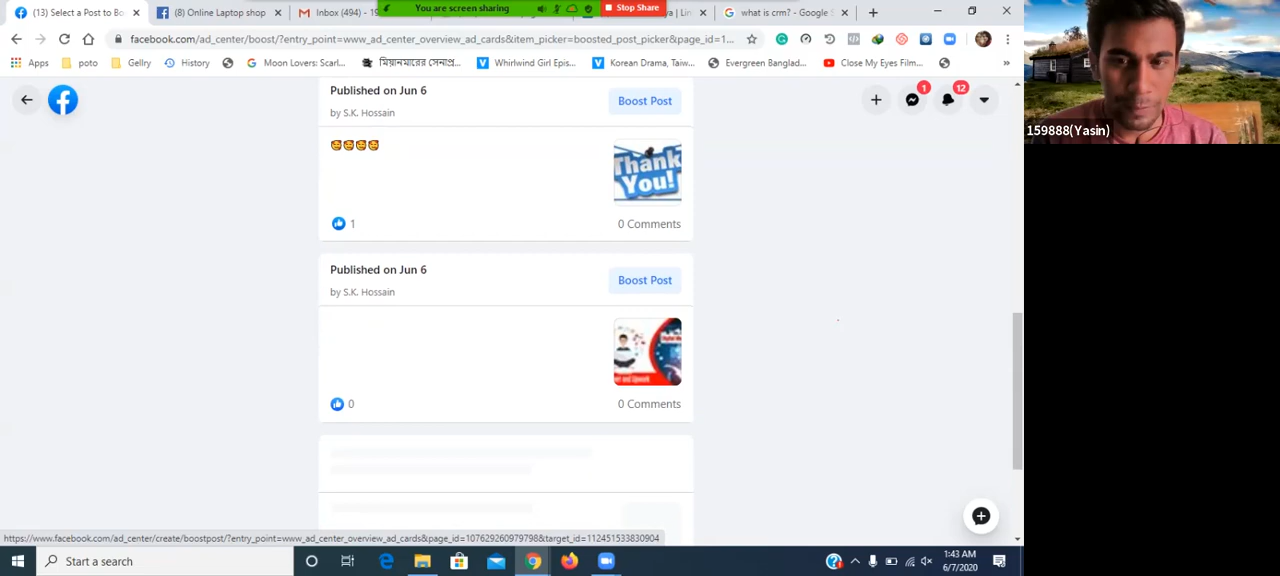 (13) Select a Post to Bo
(8) Online Laptop shop
Inbox (494) - 19
You are screen sharing
Stop Share
what is crm? - Google S
facebook.com/ad_center/boost/?entry_point=www_ad_center_overview_ad_cards&item_picker=boosted_post_picker&page_id=1...
Apps
poto
Gellry
History
Moon Lovers: Scarl...
মিয়ানমারের সেনাপ্র...
Whirlwind Girl Epis...
Korean Drama, Taiw...
Evergreen Banglad...
Close My Eyes Film...
»
Published on Jun 6
Boost Post
by S.K. Hossain
1
12
159888(Yasin)
Thank
You!
1
0 Comments
Published on Jun 6
Boost Post
by S.K. Hossain
0
0 Comments
https://www.facebook.com/ad_center/create/boostpost/?entry_point=www_ad_center_overview_ad_cards&page_id=107629260979798&target_id=112451533830904
Start a search
1:43 AM
6/7/2020